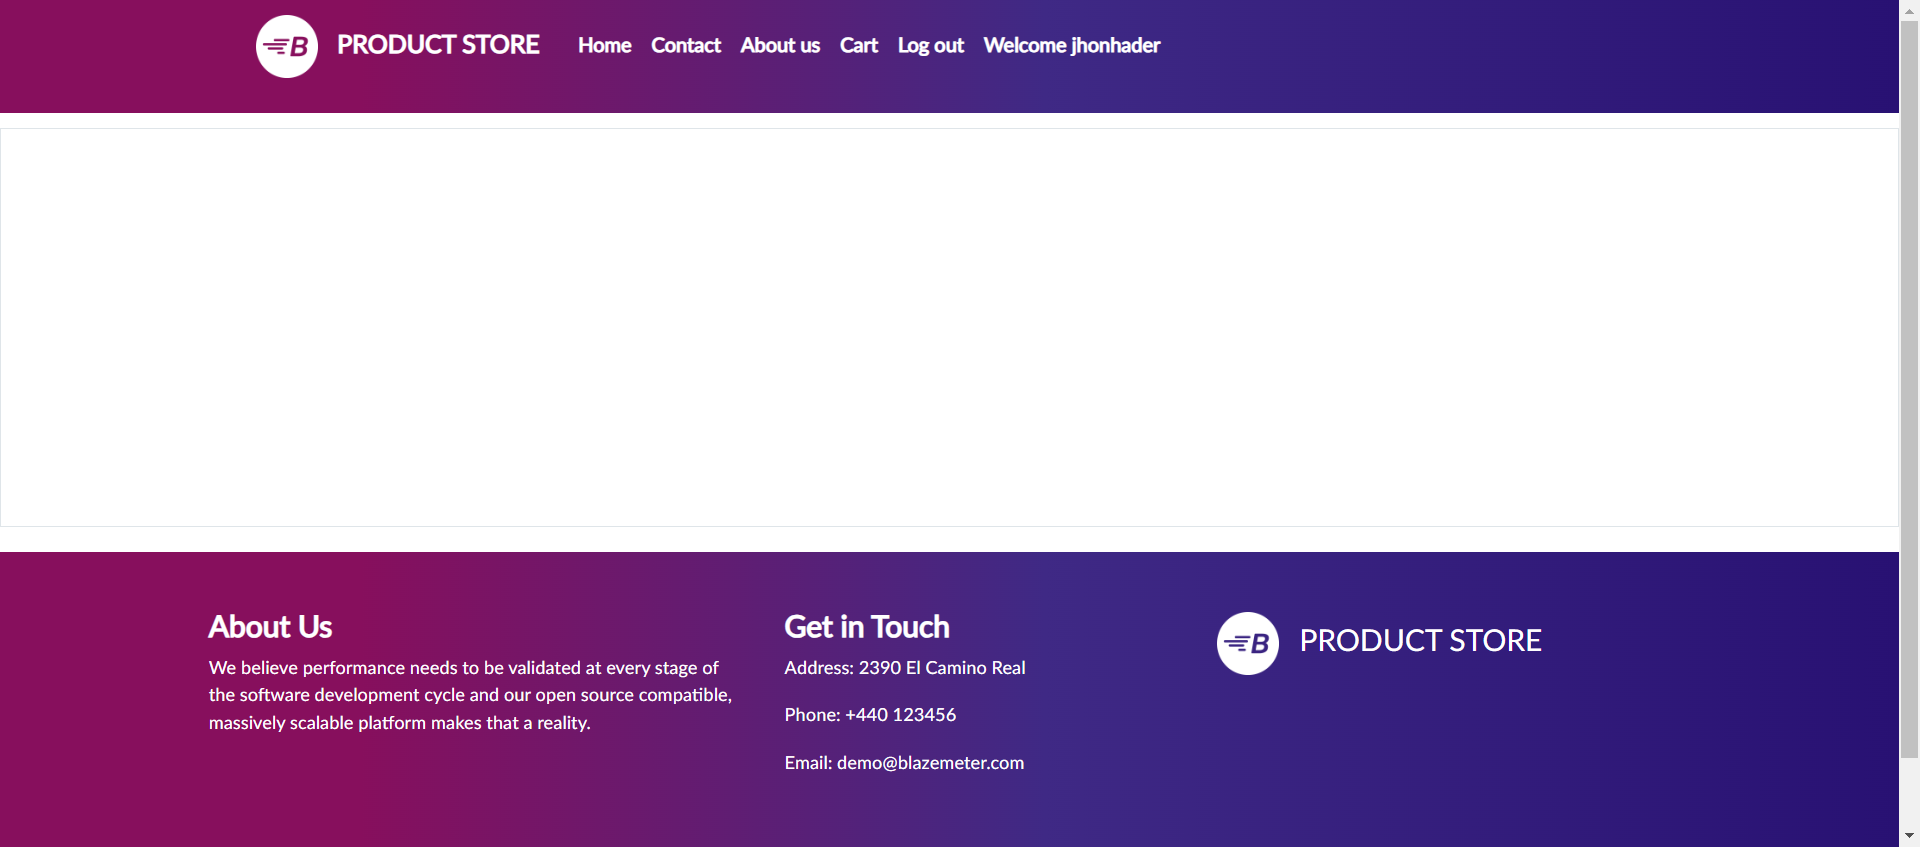 B PRODUCT STORE Home Contact About us Cart Log out Welcome jhonhader
About Us
We believe performance needs to be validated at every stage of
the software development cycle and our open source compatible,
massively scalable platform makes that a reality.
Get in Touch
Address: 2390 El Camino Real
Phone: +440 123456
Email: demo@blazemeter.com
B PRODUCT STORE